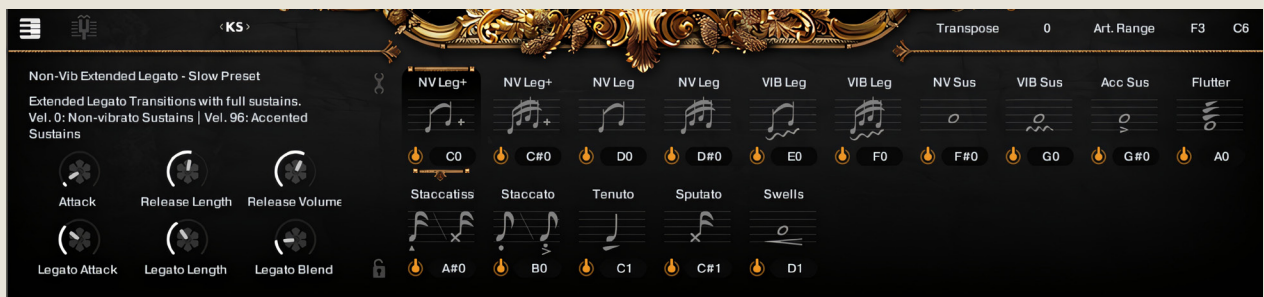 ‹KS›
Transpose 0 Art. Range F3 C6
Non-Vib Extended Legato - Slow Preset
Extended Legato Transitions with full sustains.
Vel. 0: Non-vibrato Sustains | Vel. 96: Accented
Sustains
Attack Release Length Release Volume
Legato Attack Legato Length Legato Blend
NV Leg+ NV Leg+ NV Leg NV Leg VIB Leg VIB Leg NV Sus VIB Sus Acc Sus Flutter
C0 C#0 D0 D#0 E0 F0 F#0 G0 G#0 A0
Staccatiss Staccato Tenuto Sputato Swells
A#0 B0 C1 C#1 D1